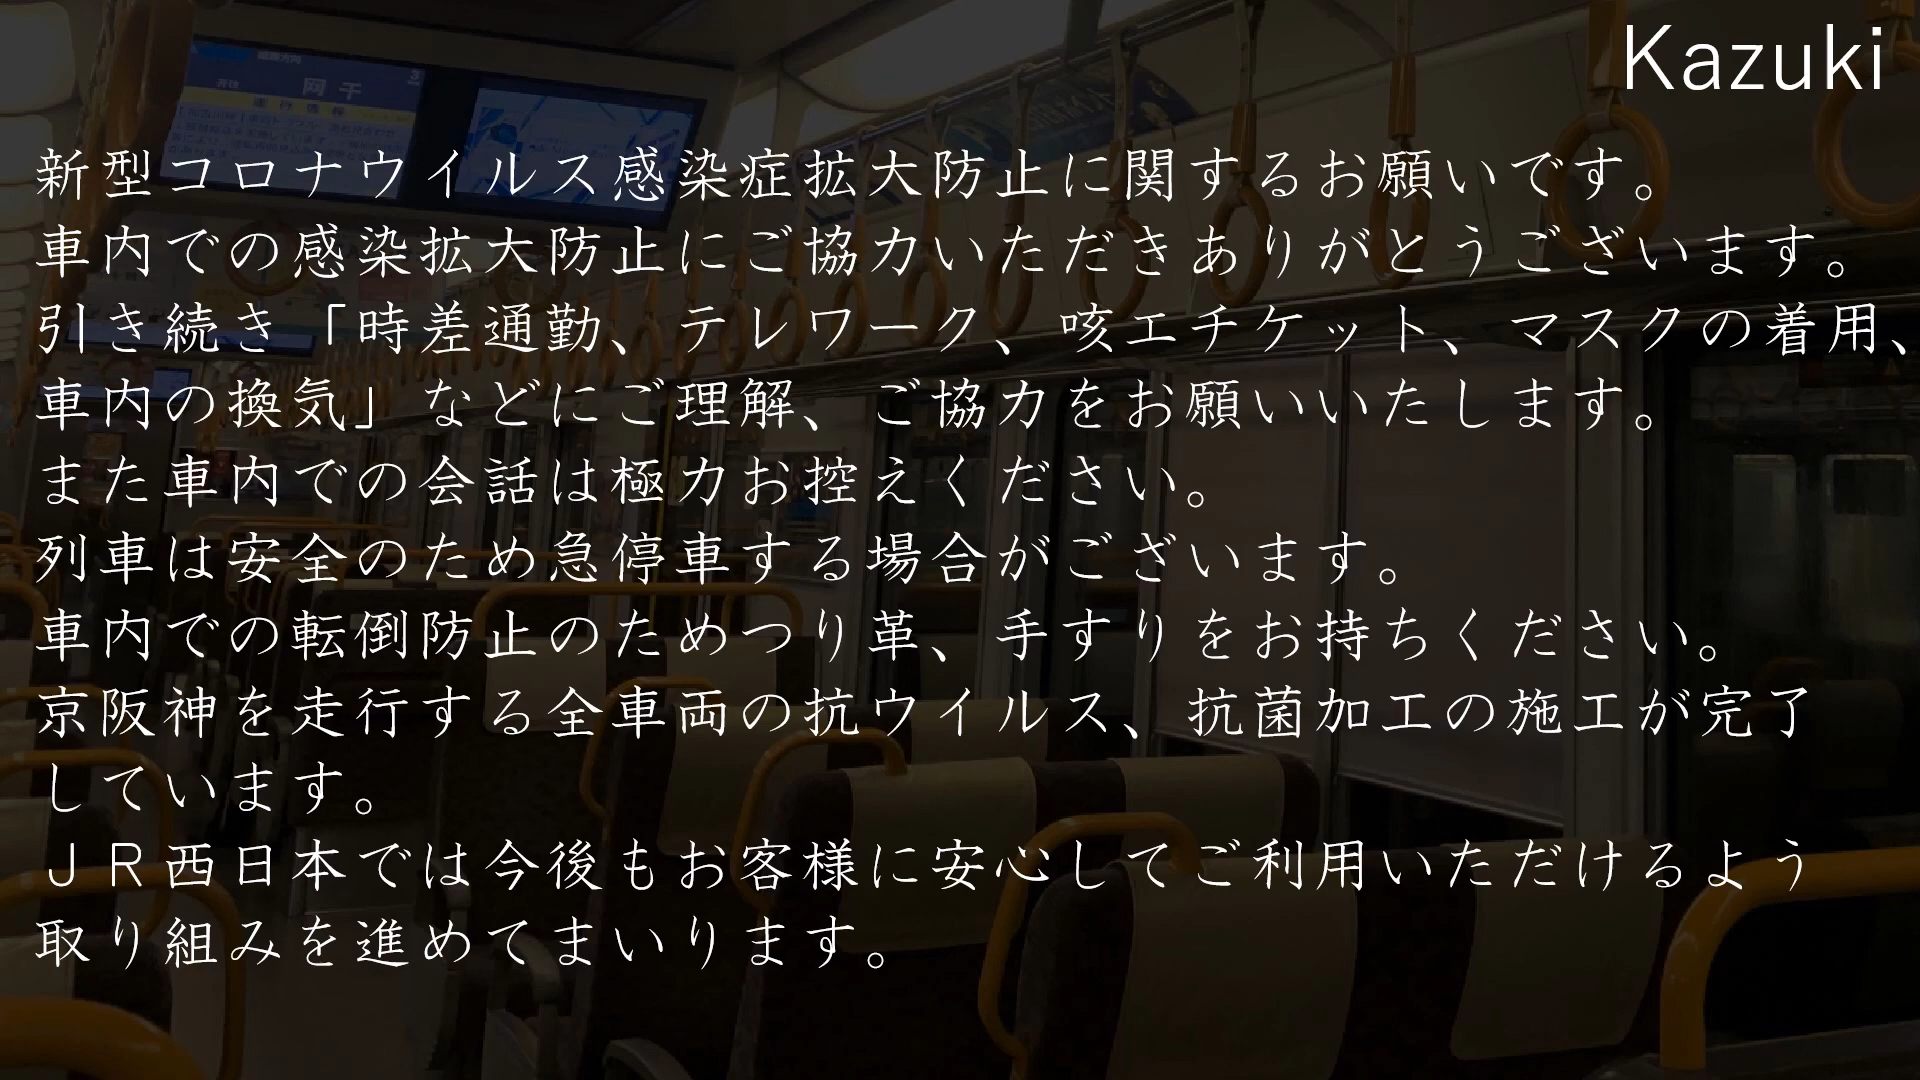 Kazuki
网干
新型コロナウイルス感染症拡大防止に関するお願いです。
車内での感染拡大防止にご協力いただきありがとうございます。
引き続き「時差通勤、テレワーク、咳エチケット、マスクの着用、
車内の換気」などにご理解、ご協力をお願いいたします。
また車内での会話は極力お控えください。
列車は安全のため急停車する場合がございます。
車内での転倒防止のためつり革、手すりをお持ちください。
京阪神を走行する全車両の抗ウイルス、抗菌加工の施工が完了
しています。
ＪＲ西日本では今後もお客様に安心してご利用いただけるよう
取り組みを進めてまいります。